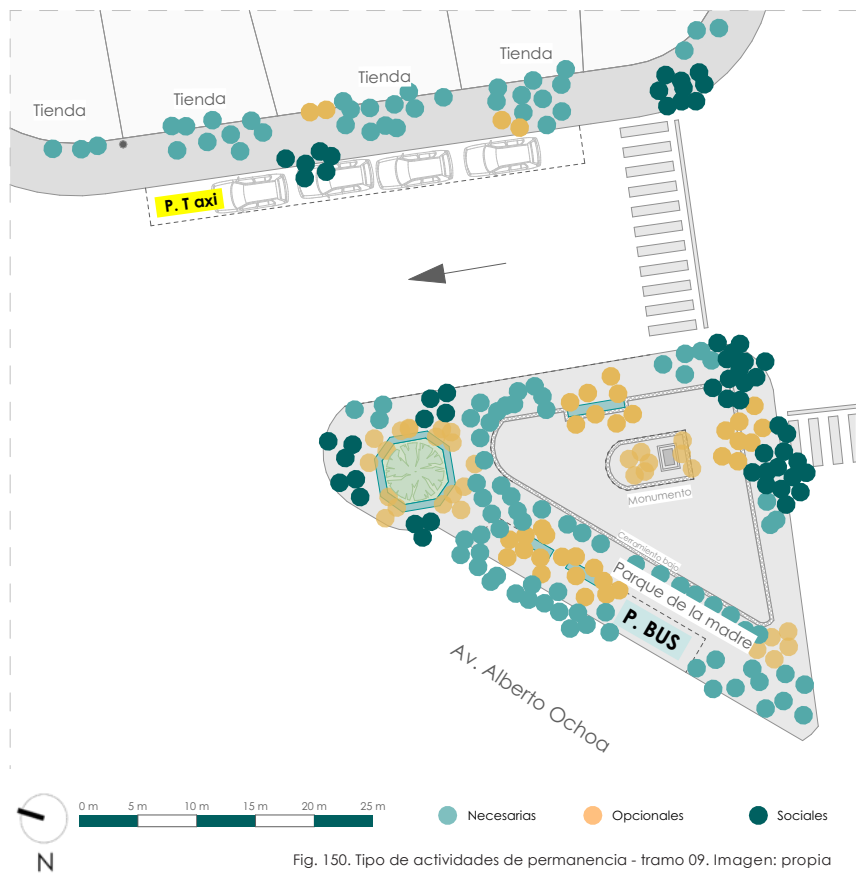 Tienda
Tienda
Tienda
Tienda
P. T axi
Monumento
Cerramiento bajo
Parque de la madre
P. BUS
Av. Alberto Ochoa
0 m 5 m 10 m 15 m 20 m 25 m
Necesarias Opcionales Sociales
N
Fig. 150. Tipo de actividades de permanencia - tramo 09. Imagen: propia